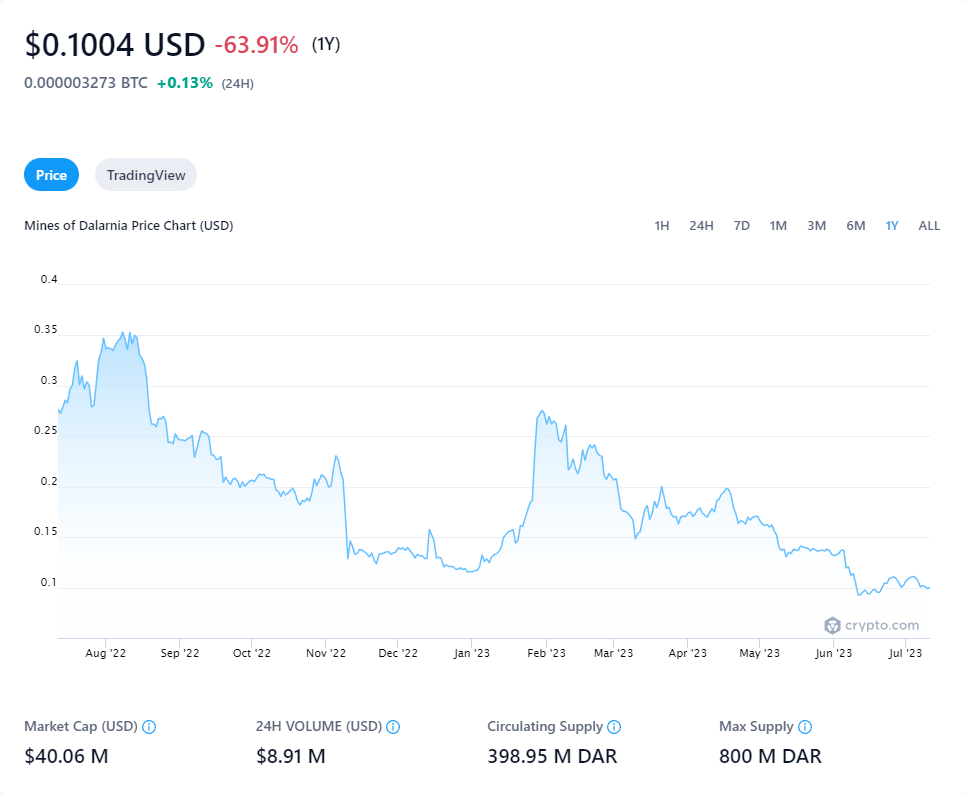 $0.1004 USD -63.91% (1Y)
0.000003273 BTC +0.13% (24H)
Price TradingView
Mines of Dalarnia Price Chart (USD) 1H 24H 7D 1M 3M 6M 1Y ALL
0.4
0.35
0.3
0.25
0.2
0.15
0.1
crypto.com
Aug '22 Sep '22 Oct '22 Nov '22 Dec '22 Jan '23 Feb '23 Mar '23 Apr '23 May '23 Jun '23 Jul '23
Market Cap (USD) 24H VOLUME (USD) Circulating Supply Max Supply
$40.06 M $8.91 M 398.95 M DAR 800 M DAR